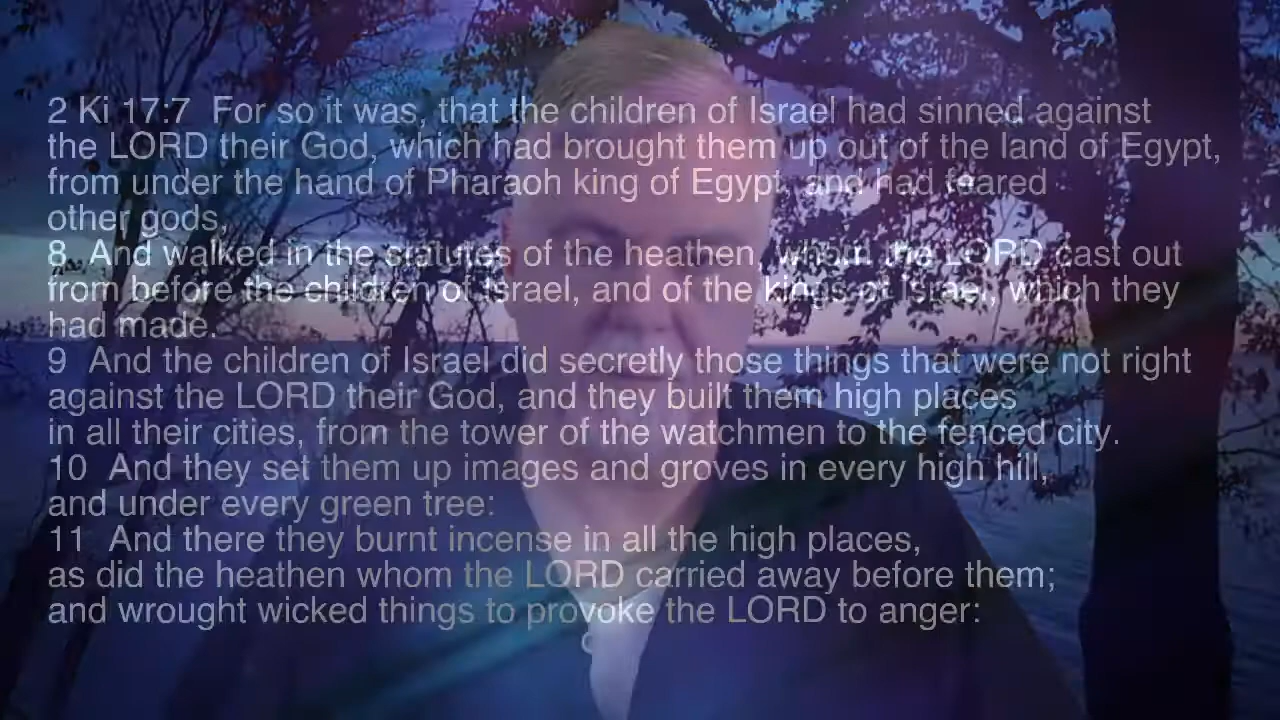 2 Ki 17:7  For so it was, that the children of Israel had sinned against
the LORD their God, which had brought them up out of the land of Egypt,
from under the hand of Pharaoh king of Egypt, and had feared
other gods,
8  And walked in the statutes of the heathen, whom the LORD cast out
from before the children of Israel, and of the kings of Israel, which they
had made.
9  And the children of Israel did secretly those things that were not right
against the LORD their God, and they built them high places
in all their cities, from the tower of the watchmen to the fenced city.
10  And they set them up images and groves in every high hill,
and under every green tree:
11  And there they burnt incense in all the high places,
as did the heathen whom the LORD carried away before them;
and wrought wicked things to provoke the LORD to anger: